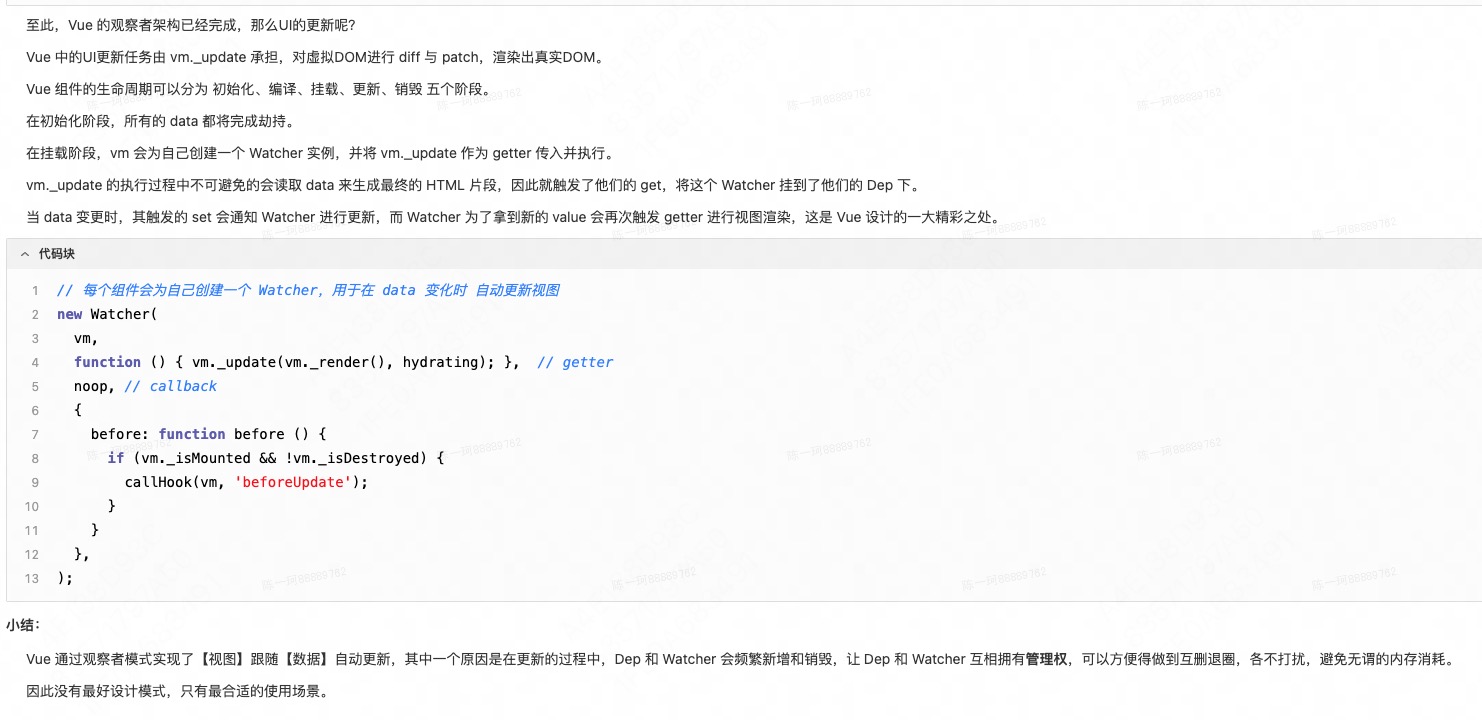 至此，Vue 的观察者架构已经完成，那么UI的更新呢?
Vue 中的UI更新任务由 vm._update 承担，对虚拟DOM进行 diff 与 patch，渲染出真实DOM。
Vue 组件的生命周期可以分为 初始化、编译、挂载、更新、销毁 五个阶段。
在初始化阶段，所有的 data 都将完成劫持。
在挂载阶段，vm 会为自己创建一个 Watcher 实例，并将 vm._update 作为 getter 传入并执行。
vm._update 的执行过程中不可避免的会读取 data 来生成最终的 HTML 片段，因此就触发了他们的 get，将这个 Watcher 挂到了他们的 Dep 下。
当 data 变更时，其触发的 set 会通知 Watcher 进行更新，而 Watcher 为了拿到新的 value 会再次触发 getter 进行视图渲染，这是 Vue 设计的一大精彩之处。
代码块
1 // 每个组件会为自己创建一个 Watcher，用于在 data 变化时 自动更新视图
2 new Watcher(
3 vm,
4 function () { vm._update(vm._render(), hydrating); }, // getter
5 noop, // callback
6 {
7 before: function before () {
8 if (vm._isMounted && !vm._isDestroyed) {
9 callHook(vm, 'beforeUpdate');
10 }
11 }
12 },
13 );
小结：
Vue 通过观察者模式实现了【视图】跟随【数据】自动更新，其中一个原因是在更新的过程中，Dep 和 Watcher 会频繁新增和销毁，让 Dep 和 Watcher 互相拥有管理权，可以方便得做到互删退圈，各不打扰，避免无谓的内存消耗。
因此没有最好设计模式，只有最合适的使用场景。